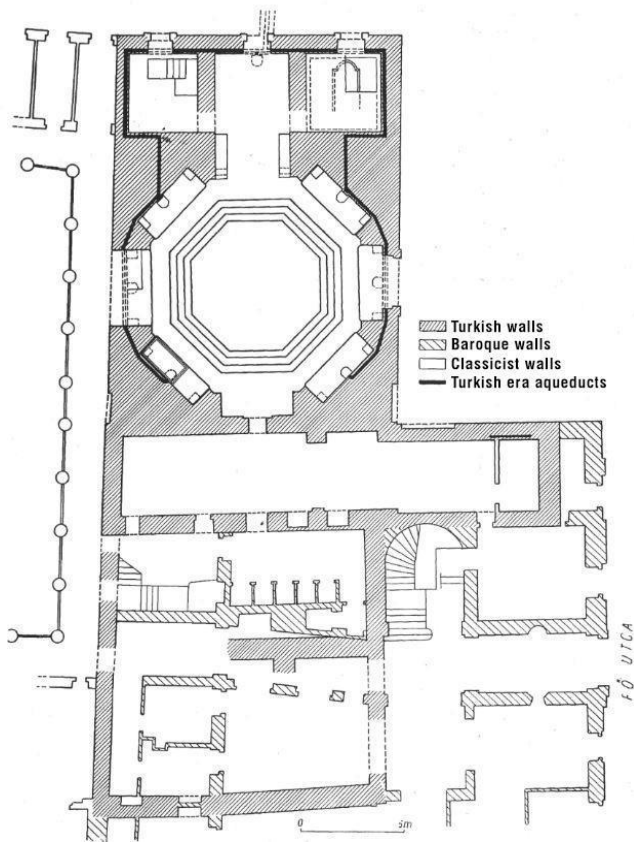 Turkish walls
Baroque walls
Classicist walls
Turkish era aqueducts
FŐ UTCA
0 5m